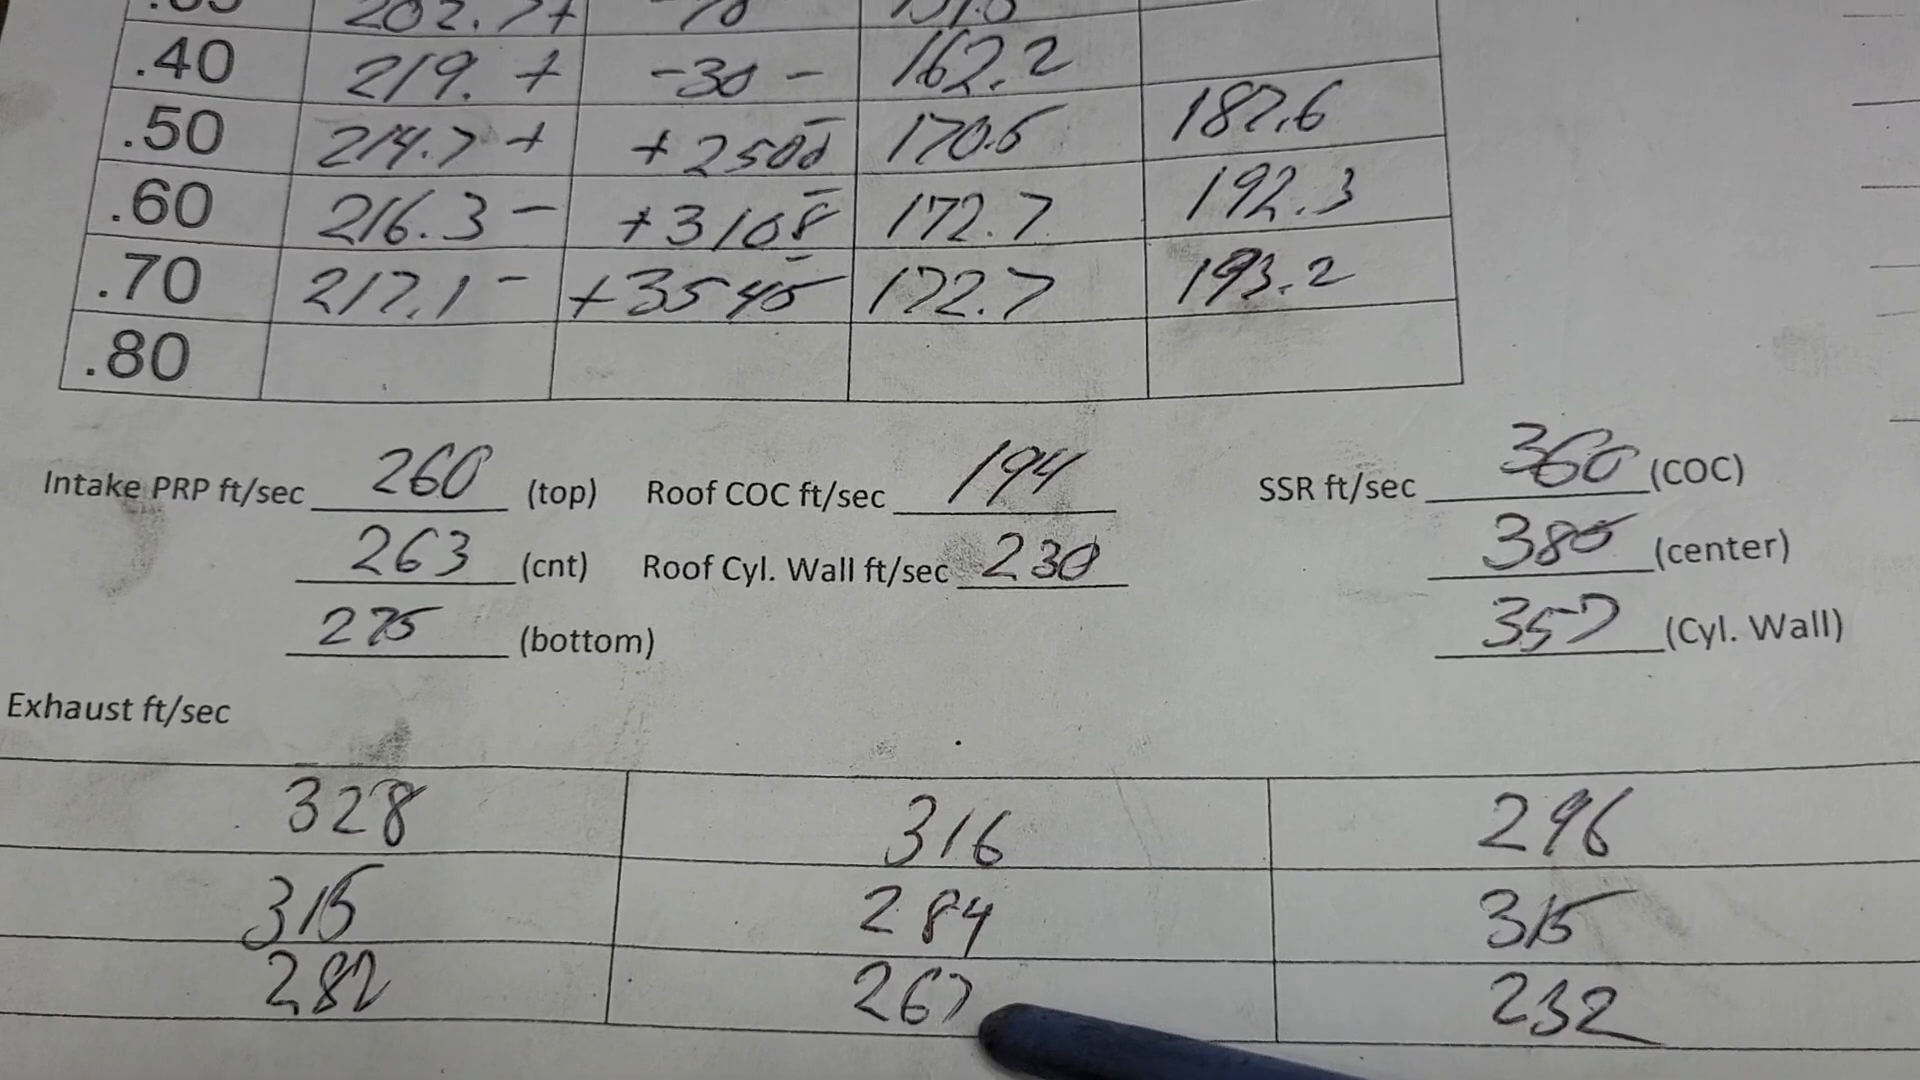 .40 219. + -30 - 162.2
.50 214.7 + +2500 170.6 187.6
.60 216.3 - +3108 172.7 192.3
.70 217.1 - +3545 172.7 193.2
.80
Intake PRP ft/sec 260 (top) Roof COC ft/sec 194 SSR ft/sec 360 (COC)
263 (cnt) Roof Cyl. Wall ft/sec 230 380 (center)
275 (bottom) 357 (Cyl. Wall)
Exhaust ft/sec
328 316 296
315 284 315
282 267 232